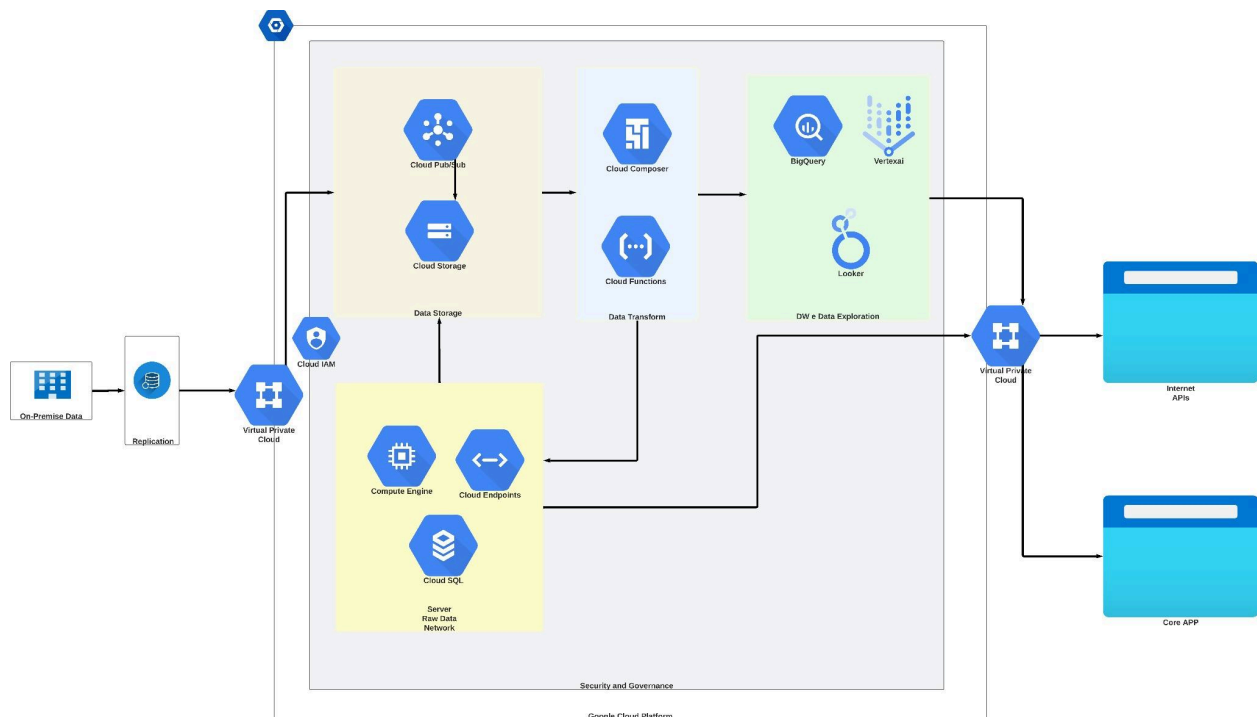 Cloud Pub/Sub
Cloud Storage
Data Storage
Cloud Composer
Cloud Functions
Data Transform
BigQuery
Vertexai
Looker
DW e Data Exploration
Cloud IAM
On-Premise Data
Replication
Virtual Private
Cloud
Compute Engine
Cloud Endpoints
Cloud SQL
Server
Raw Data
Network
Virtual Private
Cloud
Internet
APIs
Core APP
Security and Governance
Google Cloud Platform